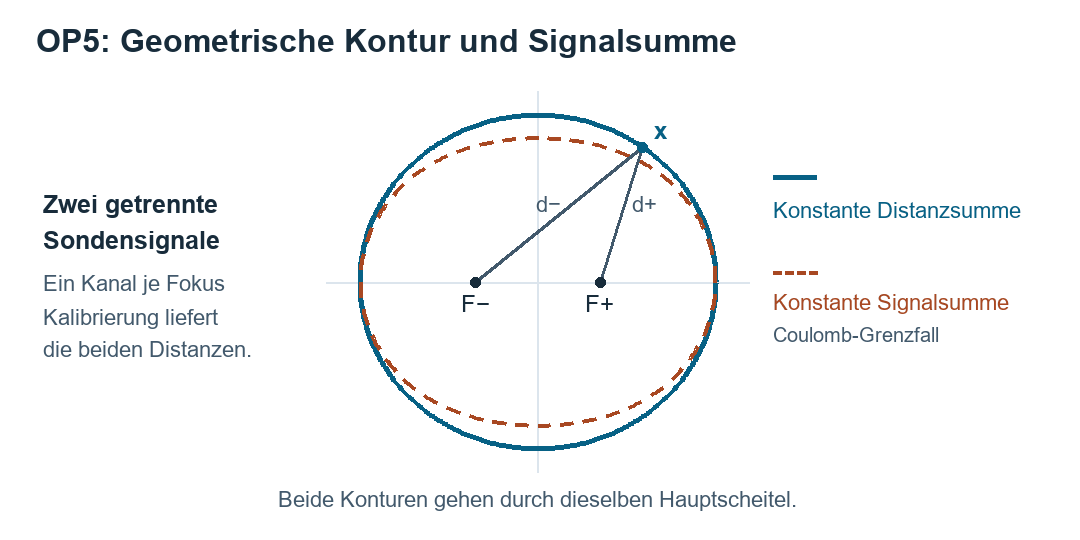 OP5: Geometrische Kontur und Signalsumme
x
Zwei getrennte
Sondensignale
Ein Kanal je Fokus
Kalibrierung liefert
die beiden Distanzen.
d−
d+
F−
F+
Konstante Distanzsumme
Konstante Signalsumme
Coulomb-Grenzfall
Beide Konturen gehen durch dieselben Hauptscheitel.